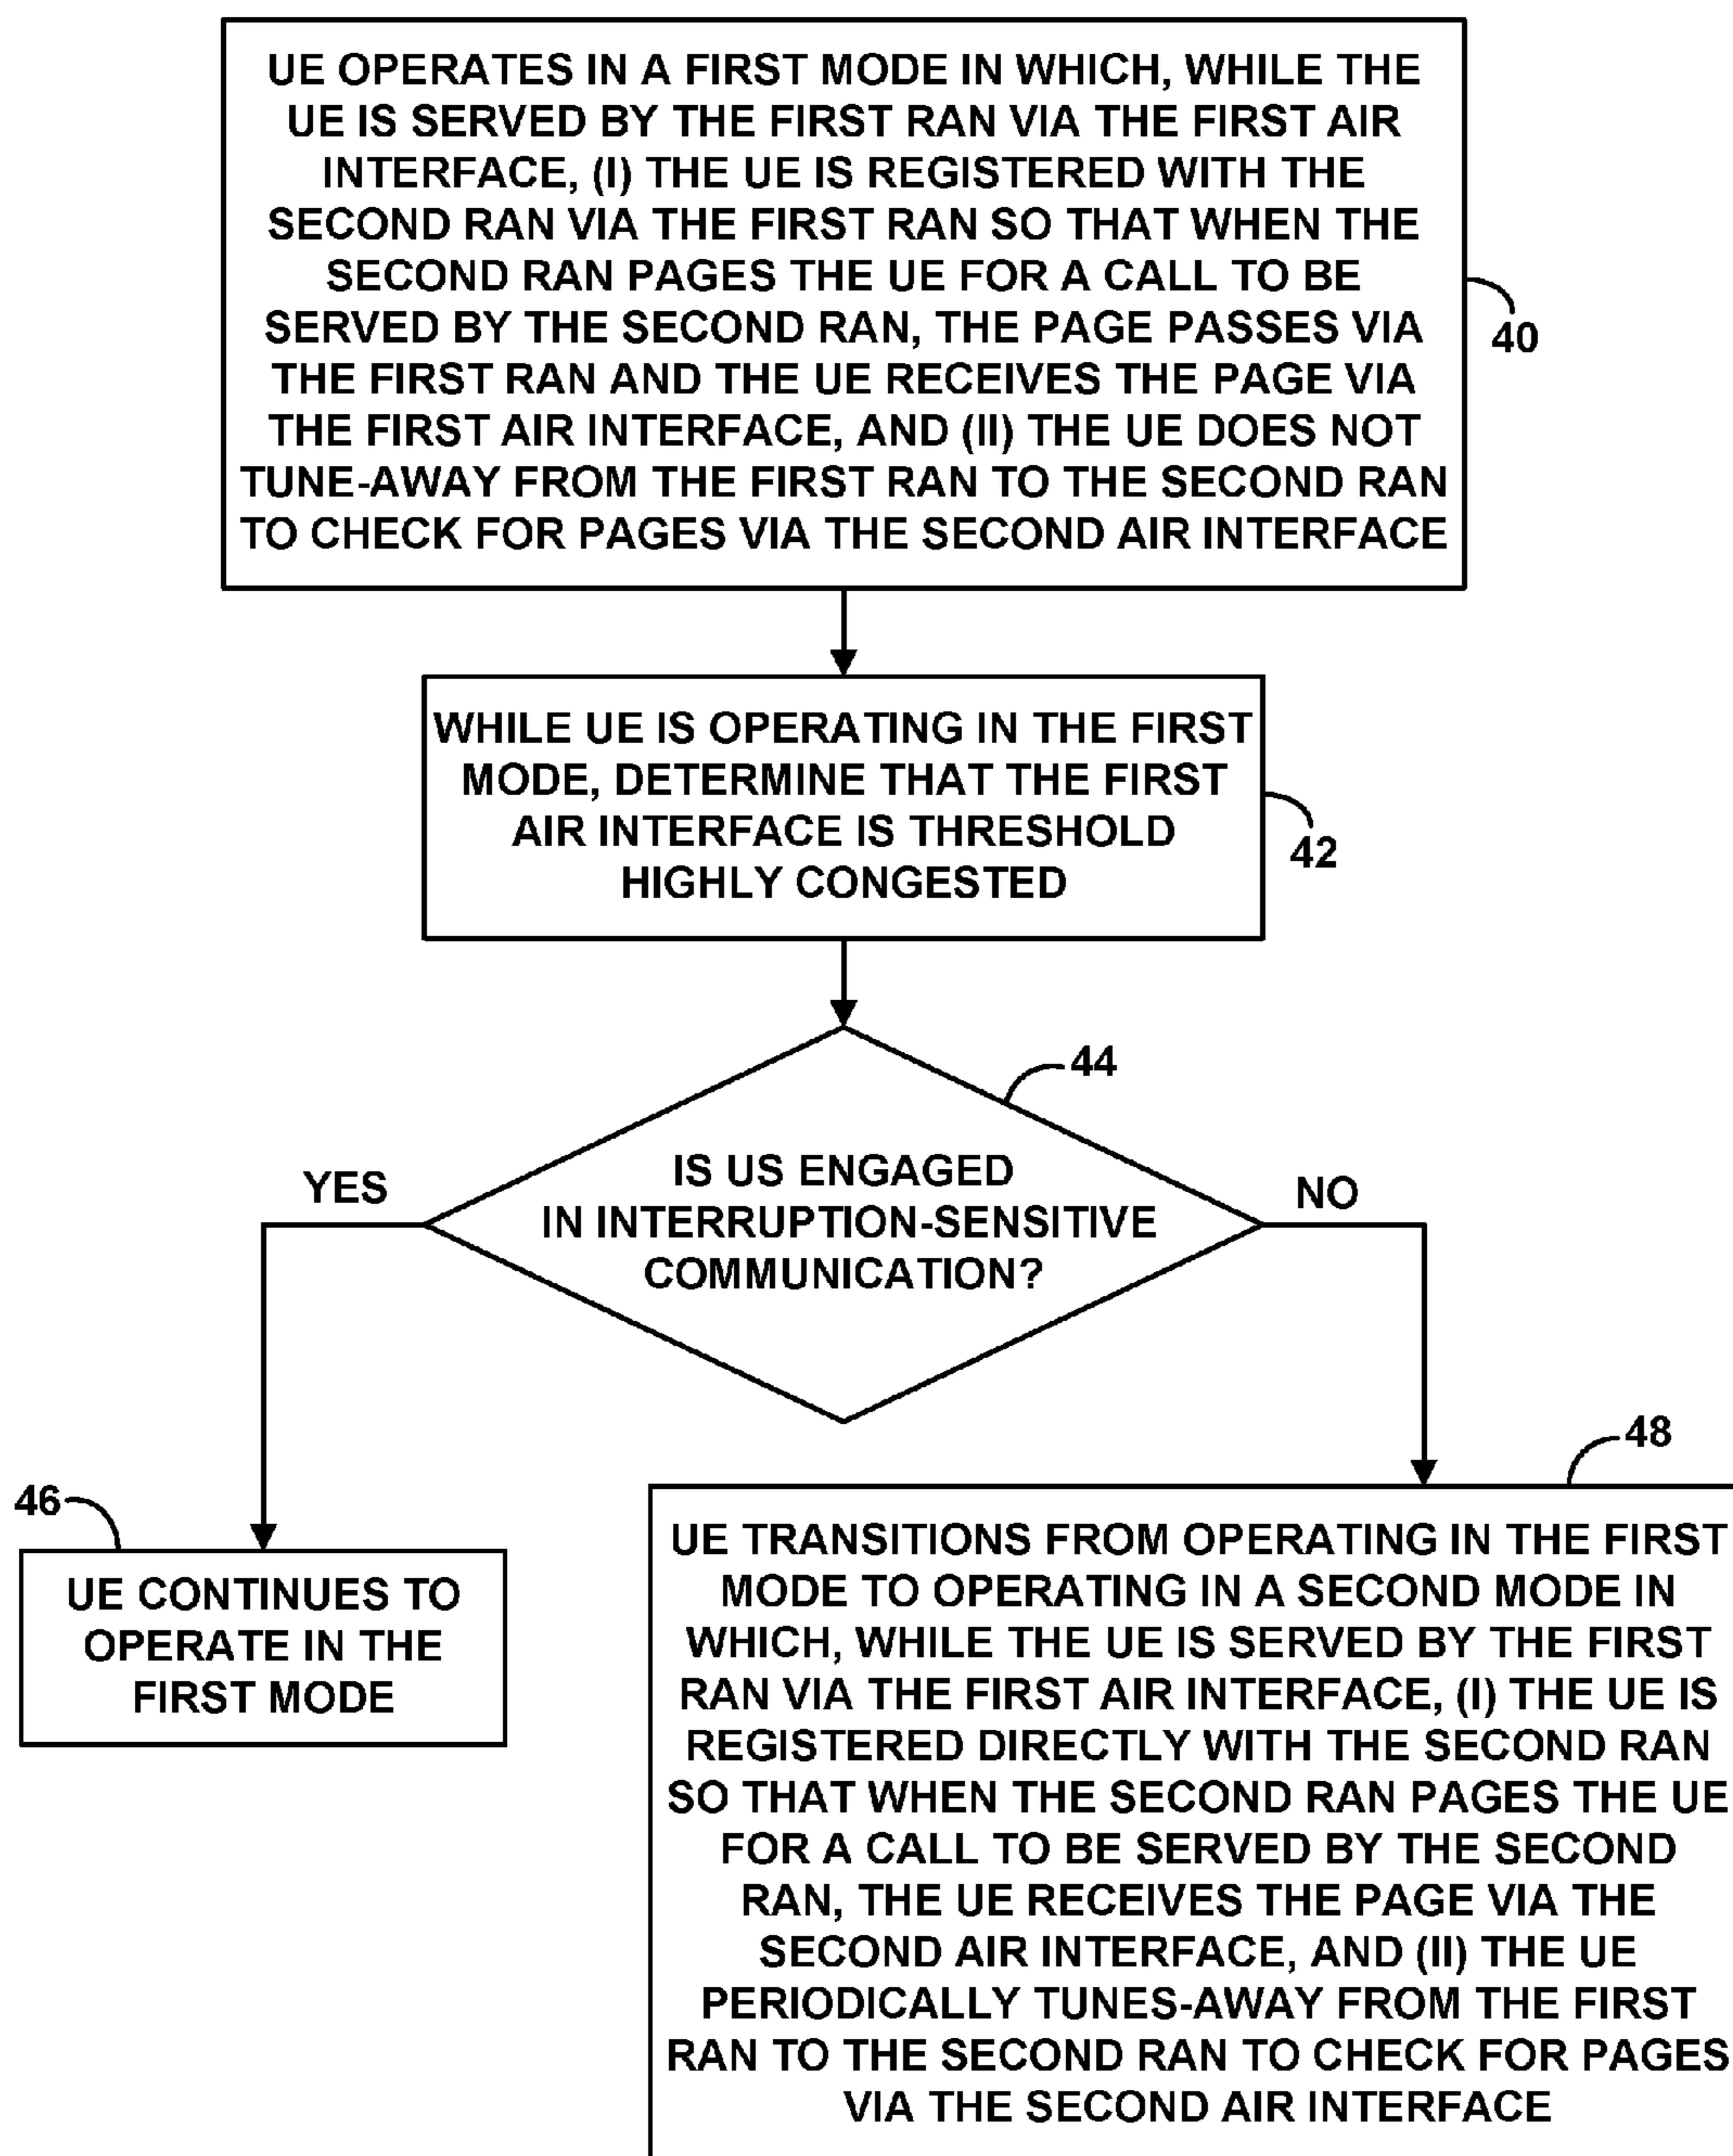 UE OPERATES IN A FIRST MODE IN WHICH, WHILE THE
UE IS SERVED BY THE FIRST RAN VIA THE FIRST AIR
INTERFACE, (I) THE UE IS REGISTERED WITH THE
SECOND RAN VIA THE FIRST RAN SO THAT WHEN THE
SECOND RAN PAGES THE UE FOR A CALL TO BE
SERVED BY THE SECOND RAN, THE PAGE PASSES VIA
THE FIRST RAN AND THE UE RECEIVES THE PAGE VIA
THE FIRST AIR INTERFACE, AND (II) THE UE DOES NOT
TUNE-AWAY FROM THE FIRST RAN TO THE SECOND RAN
TO CHECK FOR PAGES VIA THE SECOND AIR INTERFACE
40
WHILE UE IS OPERATING IN THE FIRST
MODE, DETERMINE THAT THE FIRST
AIR INTERFACE IS THRESHOLD
HIGHLY CONGESTED
42
44
IS US ENGAGED
IN INTERRUPTION-SENSITIVE
COMMUNICATION?
YES
NO
46
UE CONTINUES TO
OPERATE IN THE
FIRST MODE
48
UE TRANSITIONS FROM OPERATING IN THE FIRST
MODE TO OPERATING IN A SECOND MODE IN
WHICH, WHILE THE UE IS SERVED BY THE FIRST
RAN VIA THE FIRST AIR INTERFACE, (I) THE UE IS
REGISTERED DIRECTLY WITH THE SECOND RAN
SO THAT WHEN THE SECOND RAN PAGES THE UE
FOR A CALL TO BE SERVED BY THE SECOND
RAN, THE UE RECEIVES THE PAGE VIA THE
SECOND AIR INTERFACE, AND (II) THE UE
PERIODICALLY TUNES-AWAY FROM THE FIRST
RAN TO THE SECOND RAN TO CHECK FOR PAGES
VIA THE SECOND AIR INTERFACE